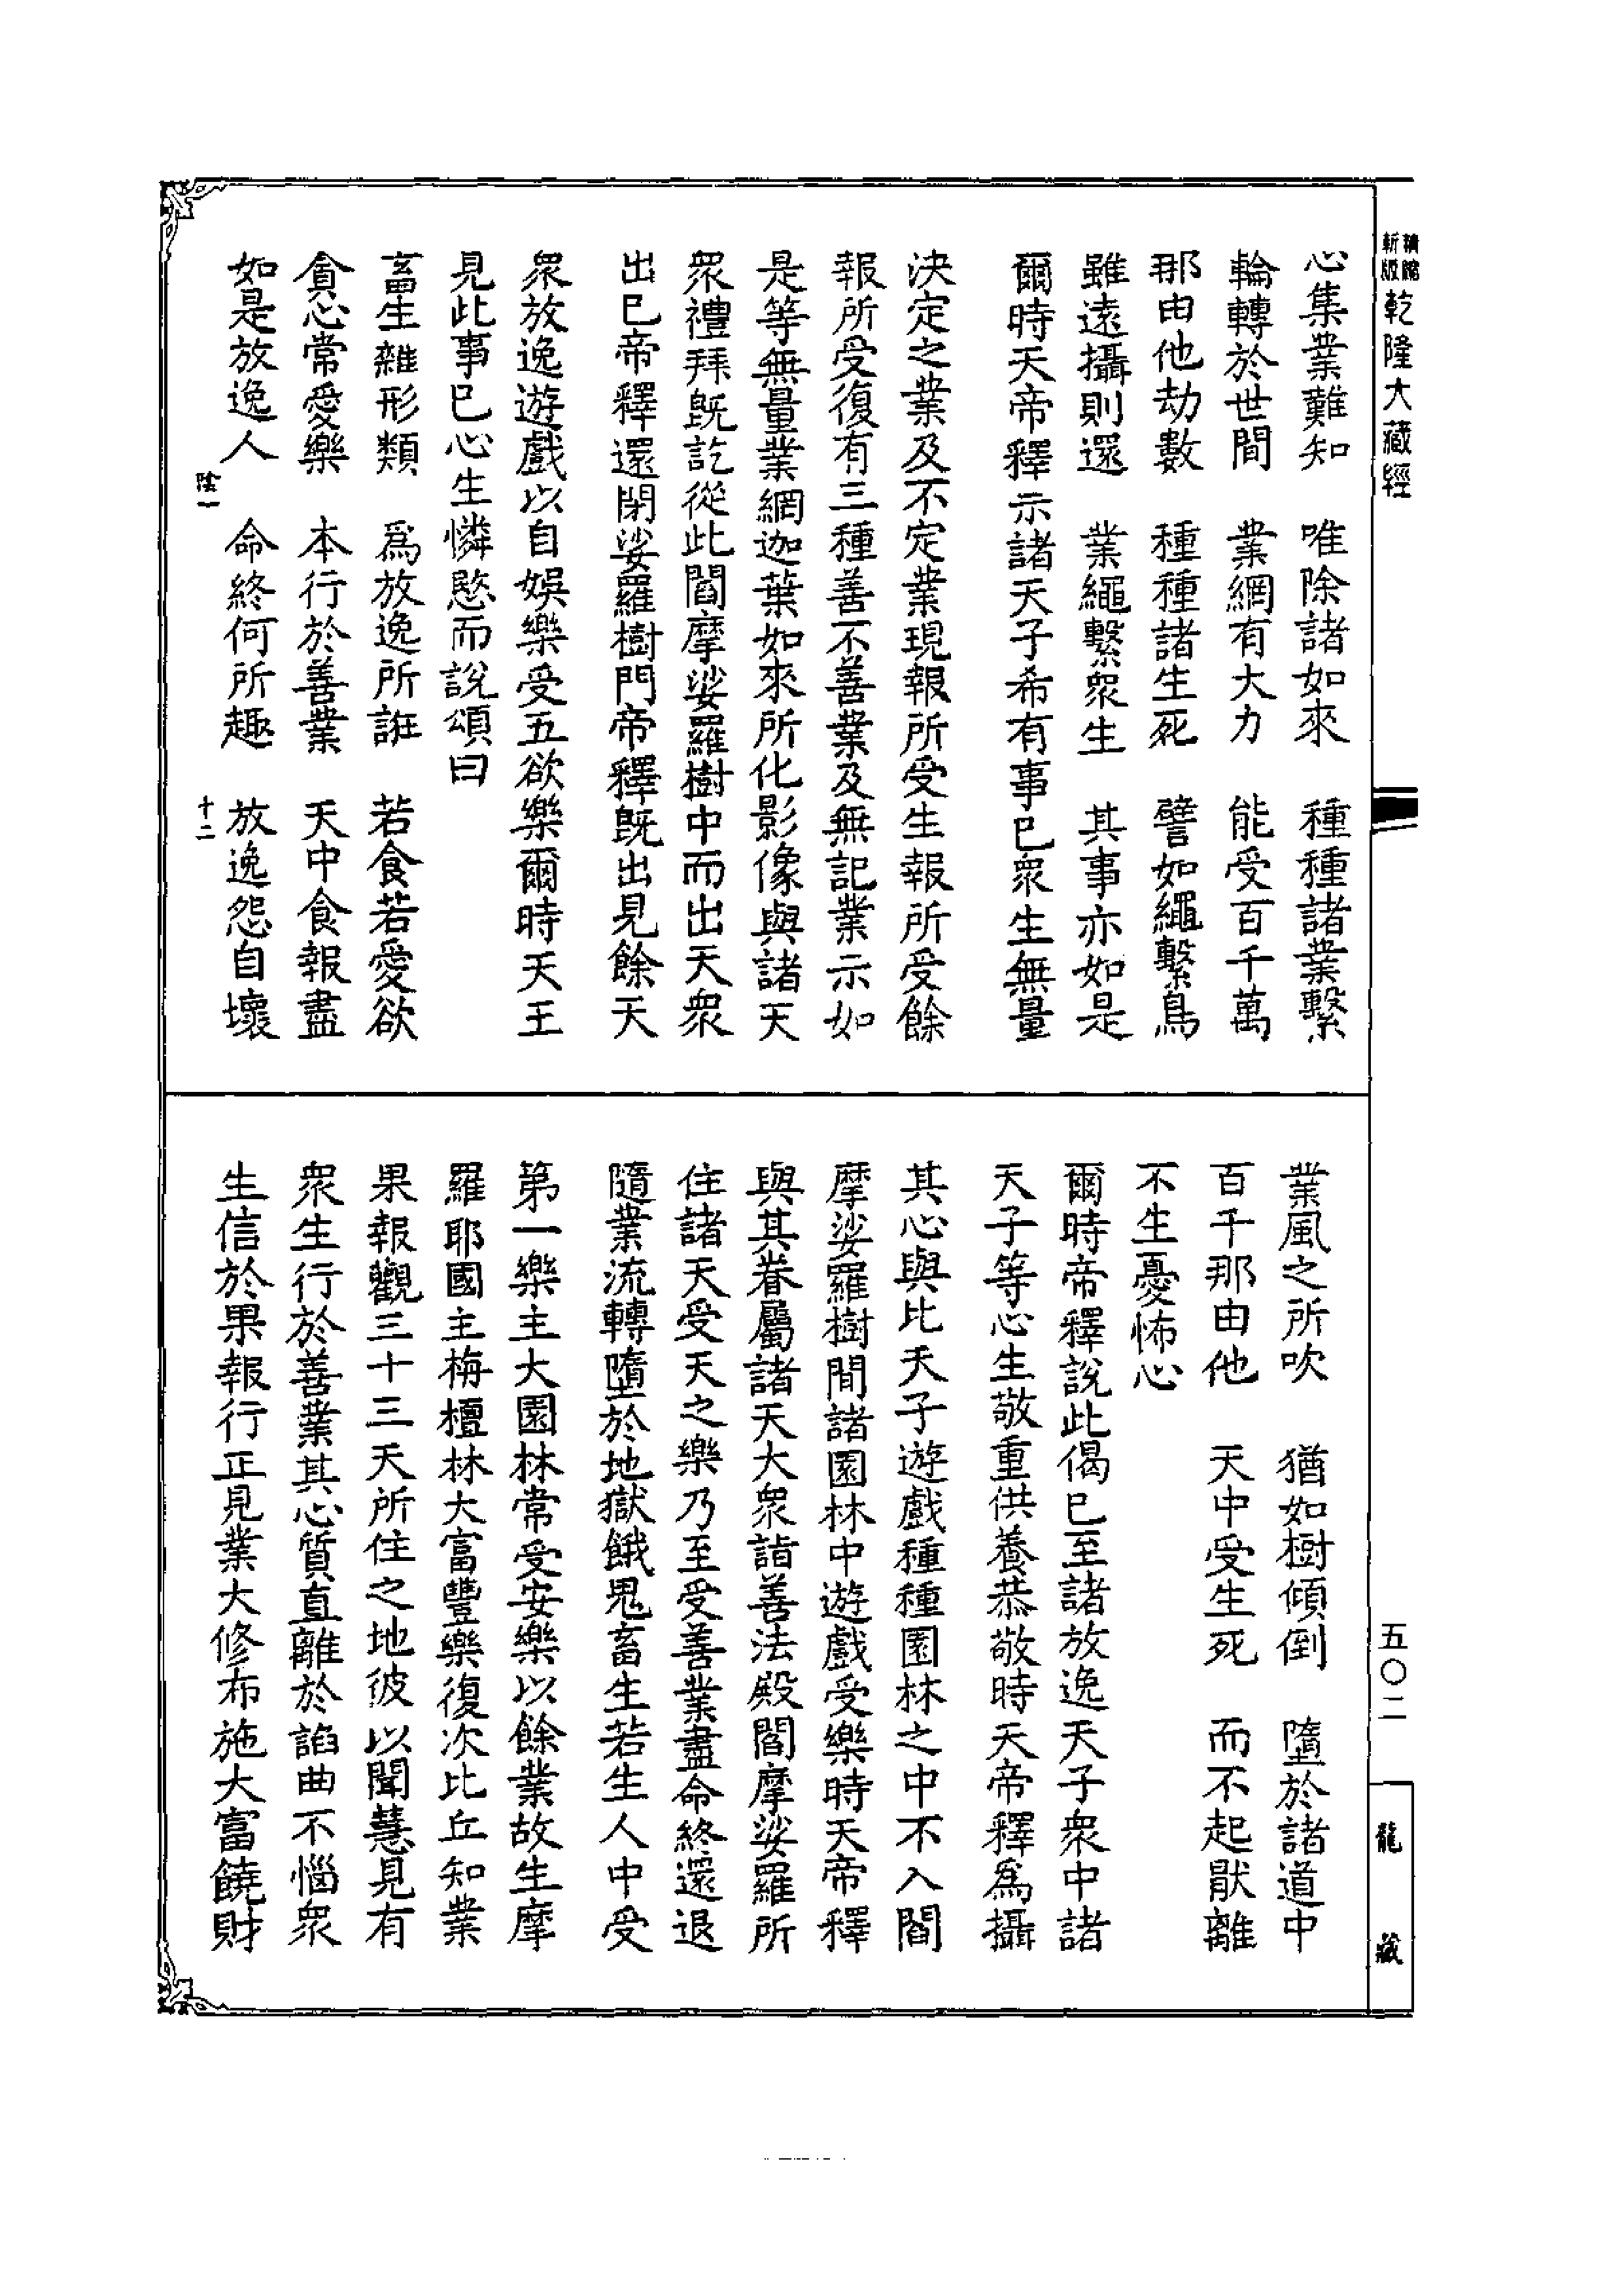 乾隆大藏經
心集業難知　唯除諸如來　種種諸業繫
輪轉於世間　業網有大力　能受百千萬
那由他劫數　種種諸生死　譬如繩繫鳥
雖遠攝則還　業繩繫眾生　其事亦如是
爾時天帝釋示諸天子希有事已眾生無量
決定之業及不定業現報所受生報所受餘
報所受復有三種善不善業及無記業示如
是等無量業網迦葉如來所化影像與諸天
眾禮拜既訖從此閻摩娑羅樹中而出天眾
出已帝釋還閉娑羅樹門帝釋既出見餘天
眾放逸遊戲以自娛樂受五欲樂爾時天王
見此事已心生憐愍而說頌曰
畜生雜形類　為放逸所誑　若食若愛欲
貪心常愛樂　本行於善業　天中食報盡
如是放逸人　命終何所趣　放逸怨自壞
陰一　十二
業風之所吹　猶如樹傾倒　墮於諸道中
百千那由他　天中受生死　而不起厭離
不生憂怖心
爾時帝釋說此偈已至諸放逸天子眾中諸
天子等心生敬重供養恭敬時天帝釋為攝
其心與比天子遊戲種種園林之中不入閻
摩娑羅樹間諸園林中遊戲受樂時天帝釋
與其眷屬諸天大眾詣善法殿閻摩娑羅所
住諸天受天之樂乃至受善業盡命終還退
隨業流轉墮於地獄餓鬼畜生若生人中受
第一樂主大園林常受安樂以餘業故生摩
羅耶國主栴檀林大富豐樂復次比丘知業
果報觀三十三天所住之地彼以聞慧見有
眾生行於善業其心質直離於諂曲不惱眾
生信於果報行正見業大修布施大富饒財
五〇二
龍藏